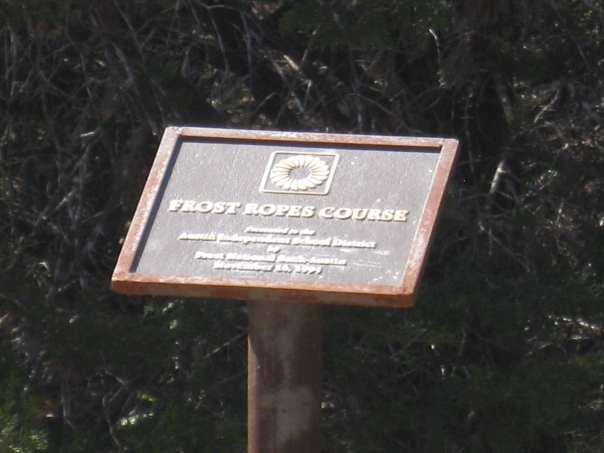 FROST ROPES COURSE
Presented to the
Austin Independent School District
by
Frost National Bank-Austin
November